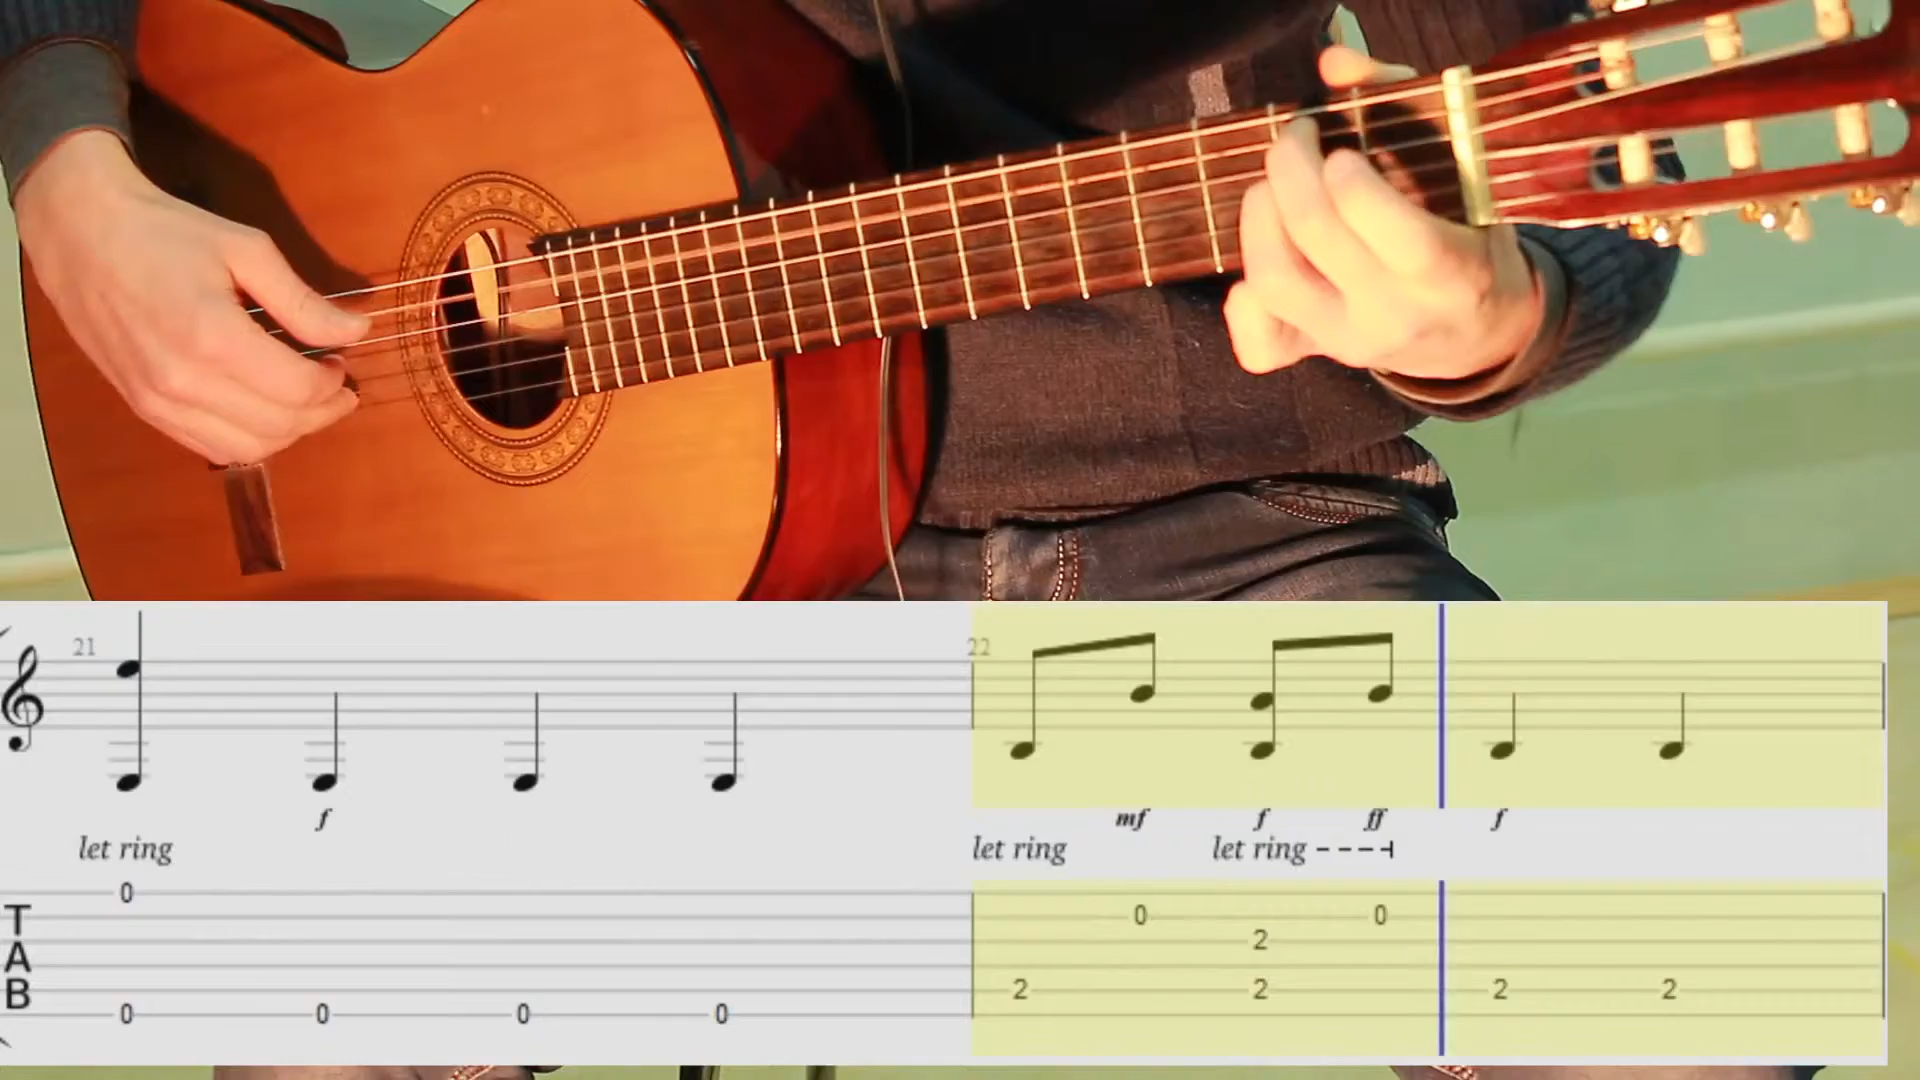 21 22
f mf f ff f
let ring let ring let ring
0 0 0
T 2
A
B 2 2 2 2
0 0 0 0